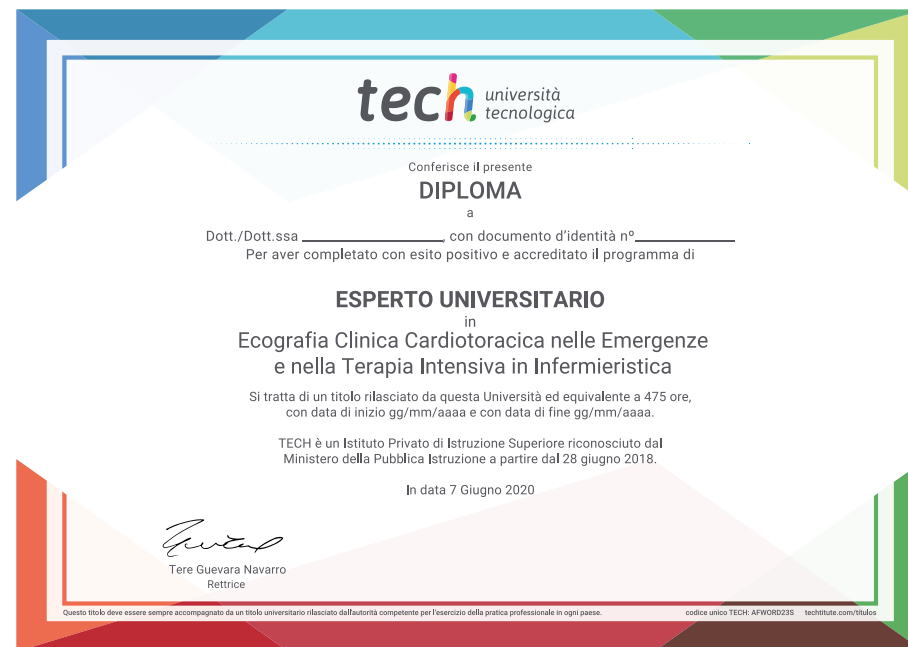 tech università
tecnologica
Conferisce il presente
DIPLOMA
a
Dott./Dott.ssa ____________, con documento d'identità nº__________
Per aver completato con esito positivo e accreditato il programma di
ESPERTO UNIVERSITARIO
in
Ecografia Clinica Cardiotoracica nelle Emergenze
e nella Terapia Intensiva in Infermieristica
Si tratta di un titolo rilasciato da questa Università ed equivalente a 475 ore,
con data di inizio gg/mm/aaaa e con data di fine gg/mm/aaaa.
TECH è un Istituto Privato di Istruzione Superiore riconosciuto dal
Ministero della Pubblica Istruzione a partire dal 28 giugno 2018.
In data 7 Giugno 2020
Tere Guevara Navarro
Rettrice
Questo titolo deve essere sempre accompagnato da un titolo universitario rilasciato dall'autorità competente per l'esercizio della pratica professionale in ogni paese. codice unico TECH: AFWORD23S techtitute.com/titulos